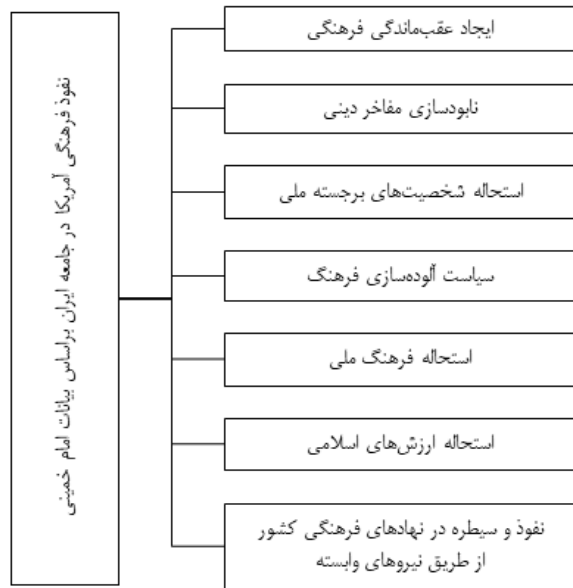 نفوذ فرهنگی آمریکا در جامعه ایران براساس بیانات امام خمینی
ایجاد عقب‌ماندگی فرهنگی
نابودسازی مفاخر دینی
استحاله شخصیت‌های برجسته ملی
سیاست آلوده‌سازی فرهنگ
استحاله فرهنگ ملی
استحاله ارزش‌های اسلامی
نفوذ و سیطره در نهادهای فرهنگی کشور
از طریق نیروهای وابسته